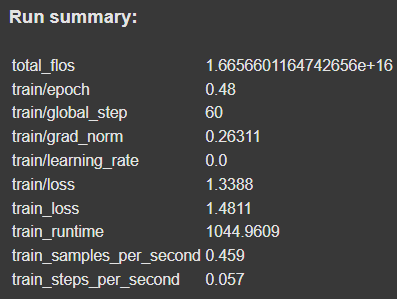 Run summary:
total_flos 1.6656601164742656e+16
train/epoch 0.48
train/global_step 60
train/grad_norm 0.26311
train/learning_rate 0.0
train/loss 1.3388
train_loss 1.4811
train_runtime 1044.9609
train_samples_per_second 0.459
train_steps_per_second 0.057